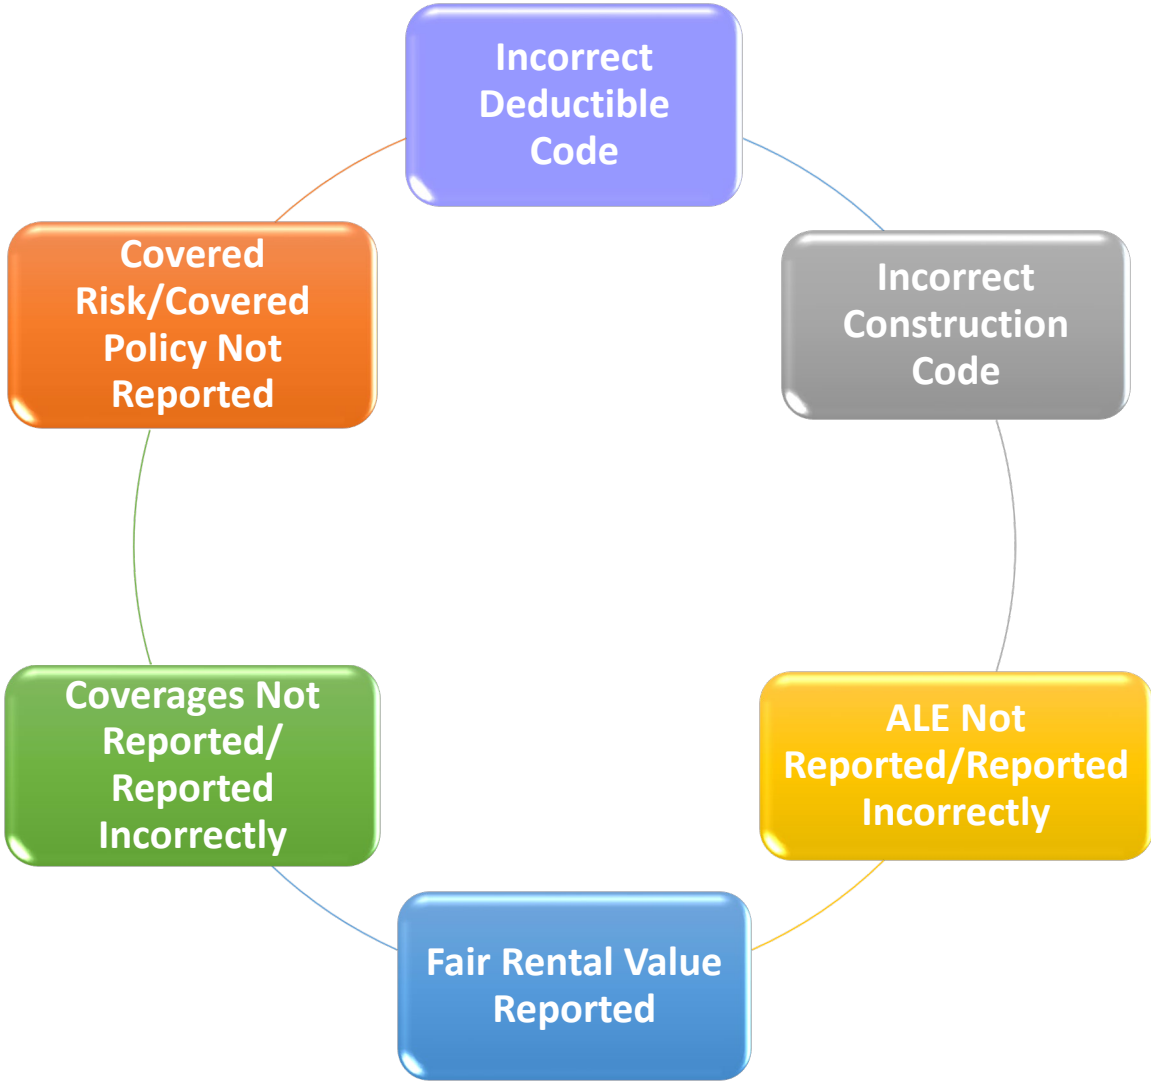 Incorrect
Deductible
Code
Incorrect
Construction
Code
ALE Not
Reported/Reported
Incorrectly
Fair Rental Value
Reported
Coverages Not
Reported/
Reported
Incorrectly
Covered
Risk/Covered
Policy Not
Reported